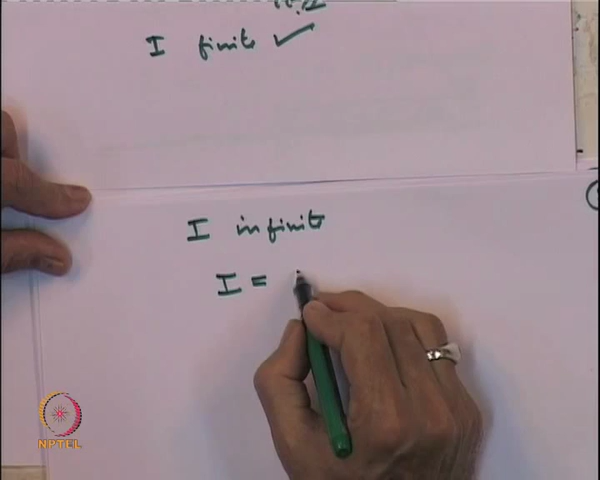 I finite ✓
I infinite
I =
NPTEL